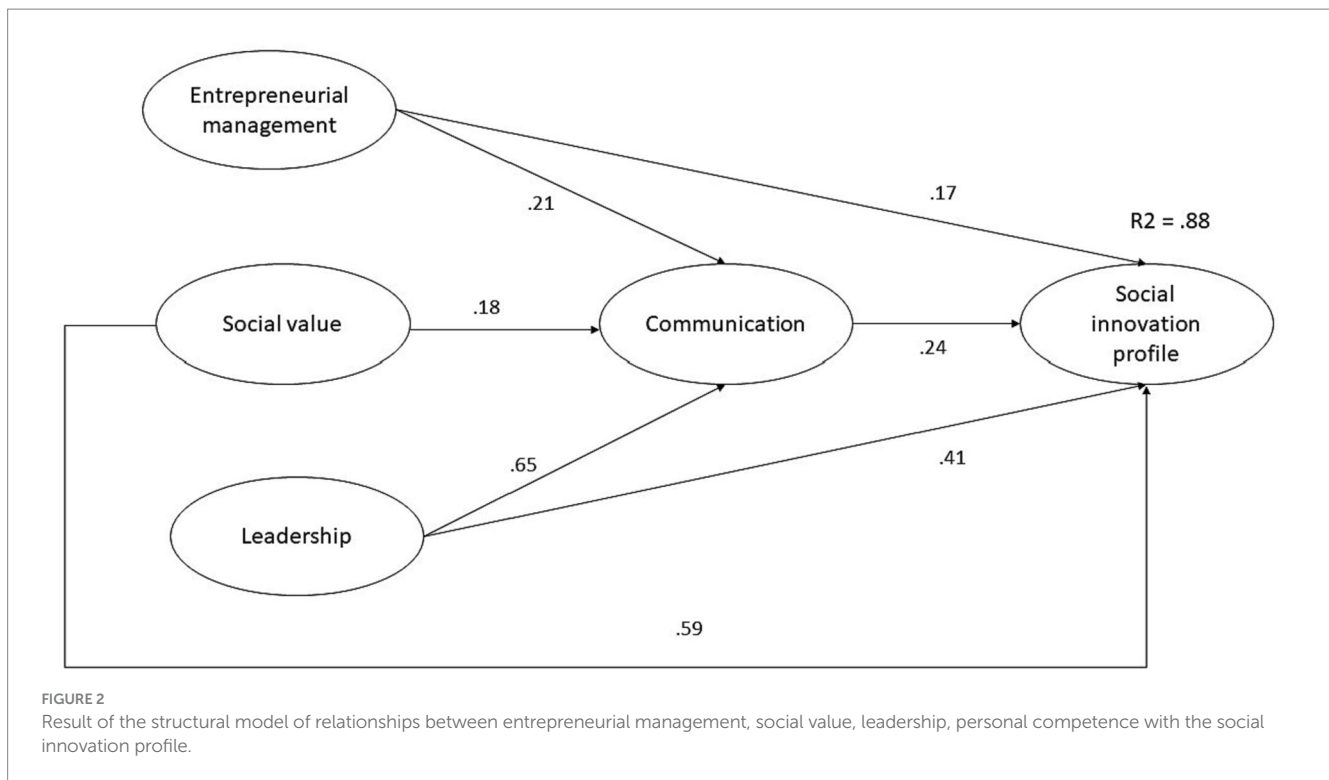 Entrepreneurial
management
.21
.17
R2 = .88
Social value
.18
Communication
.24
Social
innovation
profile
Leadership
.65
.41
.59
FIGURE 2
Result of the structural model of relationships between entrepreneurial management, social value, leadership, personal competence with the social
innovation profile.